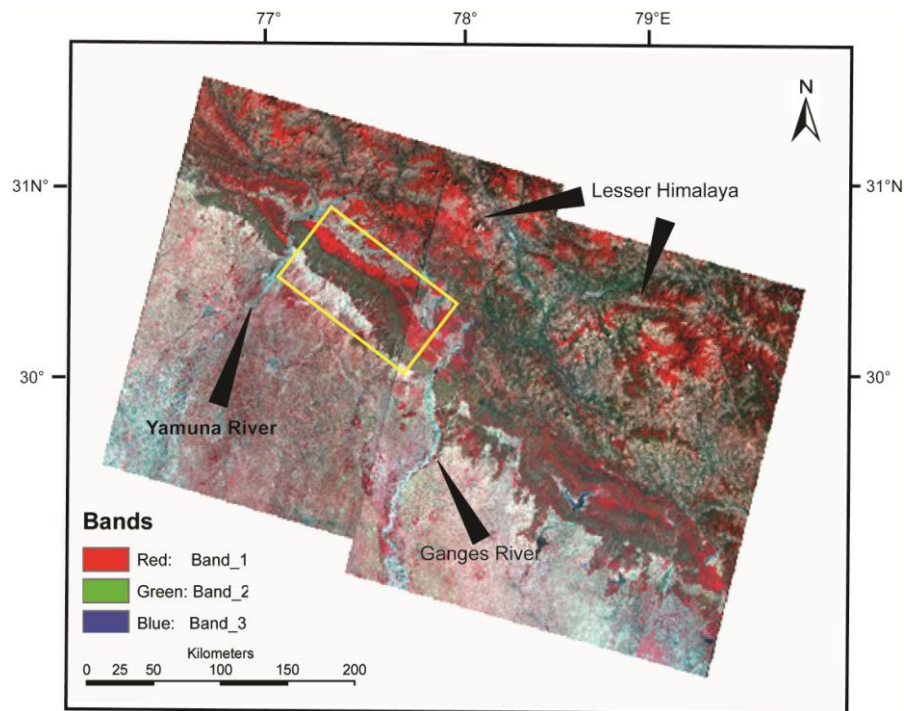 77° 78° 79°E
N
31N° 31°N
Lesser Himalaya
30° 30°
Yamuna River
Ganges River
Bands
Red: Band_1
Green: Band_2
Blue: Band_3
Kilometers
0 25 50 100 150 200